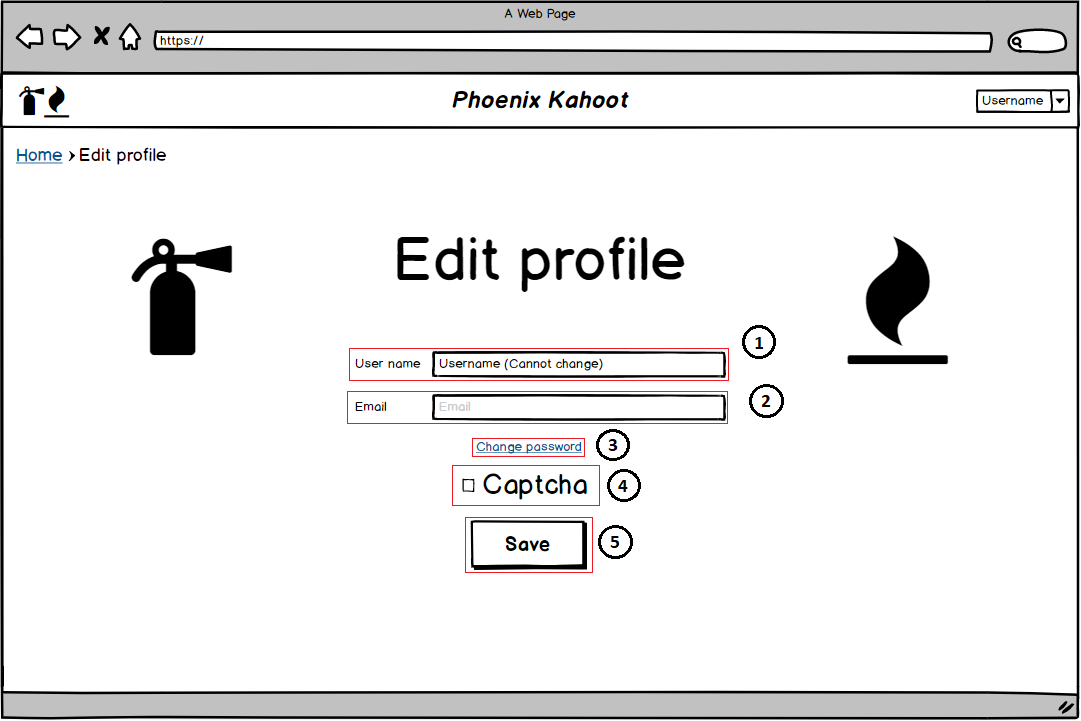 A Web Page
https://
Phoenix Kahoot
Username
Home › Edit profile
Edit profile
1
User name Username (Cannot change)
2
Email Email
Change password 3
Captcha 4
Save 5